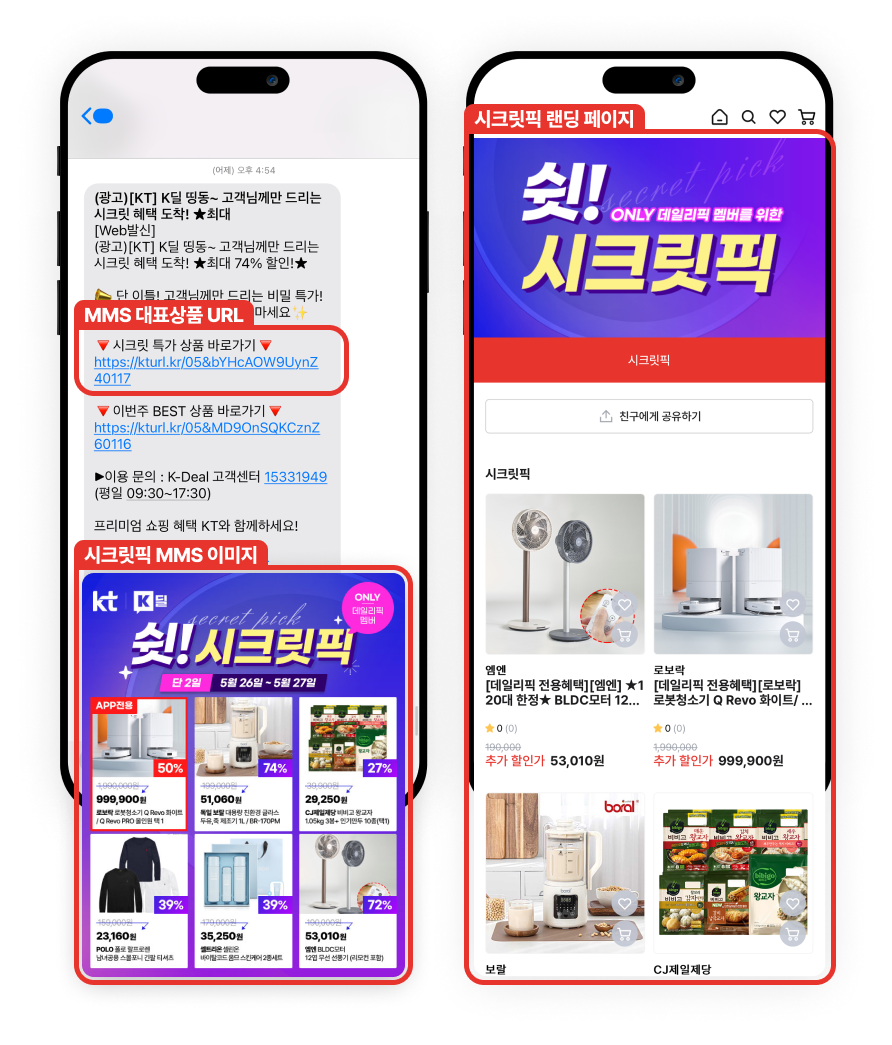 (어제) 오후 4:54
(광고)[KT] K딜 띵동~ 고객님께만 드리는
시크릿 혜택 도착! ★최대
[Web발신]
(광고)[KT] K딜 띵동~ 고객님께만 드리는
시크릿 혜택 도착! ★최대 74% 할인!★
단 이틀! 고객님께만 드리는 비밀 특가!
마세요✨
MMS 대표상품 URL
🔻시크릿 특가 상품 바로가기🔻
https://kturl.kr/05&bYHcAOW9UynZ
40117
🔻이번주 BEST 상품 바로가기🔻
https://kturl.kr/05&MD9OnSQKCznZ
60116
▶이용 문의 : K-Deal 고객센터 15331949
(평일 09:30~17:30)
프리미엄 쇼핑 혜택 KT와 함께하세요!
시크릿픽 MMS 이미지
kt K딜
ONLY
데일리픽
멤버
secret pick
쉿! 시크릿픽
단 2일 5월 26일 ~ 5월 27일
APP전용
50%
74%
27%
1,990,000원
199,000원
39,800원
999,900원
51,060원
29,250원
로보락 로봇청소기 Q Revo 화이트
/ Q Revo PRO 올인원 택 1
독일 보랄 대용량 친환경 글라스
두유,죽 제조기 1L / BR-170PM
CJ제일제당 비비고 왕교자
1.05kg 3봉+ 인기만두 10종(택1)
39%
39%
72%
159,000원
179,000원
190,000원
23,160원
35,250원
53,010원
POLO 폴로 랄프로렌
남녀공용 스몰포니 긴팔 티셔츠
셀트리온 셀린온
바이탈코드 옴므 스킨케어 2종세트
엠엔 BLDC모터
12엽 무선 선풍기 (리모컨 포함)
시크릿픽 랜딩 페이지
secret pick
쉿!
ONLY 데일리픽 멤버를 위한
시크릿픽
시크릿픽
친구에게 공유하기
시크릿픽
엠엔
[데일리픽 전용혜택][엠엔] ★1
20대 한정★ BLDC모터 12...
0 (0)
190,000
추가 할인가 53,010원
로보락
[데일리픽 전용혜택][로보락]
로봇청소기 Q Revo 화이트/ ...
0 (0)
1,990,000
추가 할인가 999,900원
boral
보랄
bibigo
왕교자
CJ제일제당